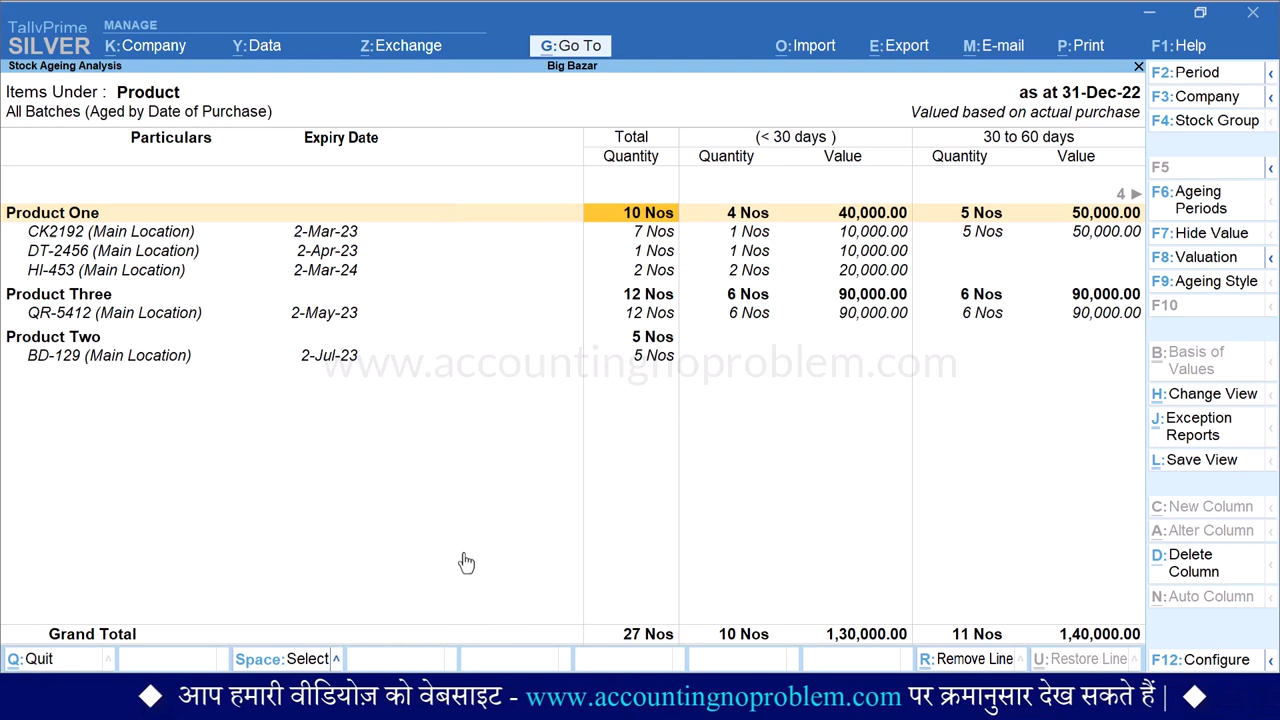 TallyPrime
SILVER
MANAGE
K:Company Y:Data Z:Exchange G:Go To O:Import E:Export M:E-mail P:Print F1:Help
Stock Ageing Analysis Big Bazar
Items Under : Product as at 31-Dec-22
All Batches (Aged by Date of Purchase) Valued based on actual purchase
Particulars Expiry Date Total (< 30 days ) 30 to 60 days
Quantity Quantity Value Quantity Value
4
Product One 10 Nos 4 Nos 40,000.00 5 Nos 50,000.00
CK2192 (Main Location) 2-Mar-23 7 Nos 1 Nos 10,000.00 5 Nos 50,000.00
DT-2456 (Main Location) 2-Apr-23 1 Nos 1 Nos 10,000.00
HI-453 (Main Location) 2-Mar-24 2 Nos 2 Nos 20,000.00
Product Three 12 Nos 6 Nos 90,000.00 6 Nos 90,000.00
QR-5412 (Main Location) 2-May-23 12 Nos 6 Nos 90,000.00 6 Nos 90,000.00
Product Two 5 Nos
BD-129 (Main Location) 2-Jul-23 5 Nos
www.accountingnoproblem.com
Grand Total 27 Nos 10 Nos 1,30,000.00 11 Nos 1,40,000.00
F2:Period
F3:Company
F4:Stock Group
F5
F6:Ageing
Periods
F7:Hide Value
F8:Valuation
F9:Ageing Style
F10
B:Basis of
Values
H:Change View
J:Exception
Reports
L:Save View
C:New Column
A:Alter Column
D:Delete
Column
N:Auto Column
Q:Quit Space:Select R:Remove Line U:Restore Line F12:Configure
आप हमारी वीडियोज़ को वेबसाइट - www.accountingnoproblem.com पर क्रमानुसार देख सकते हैं |